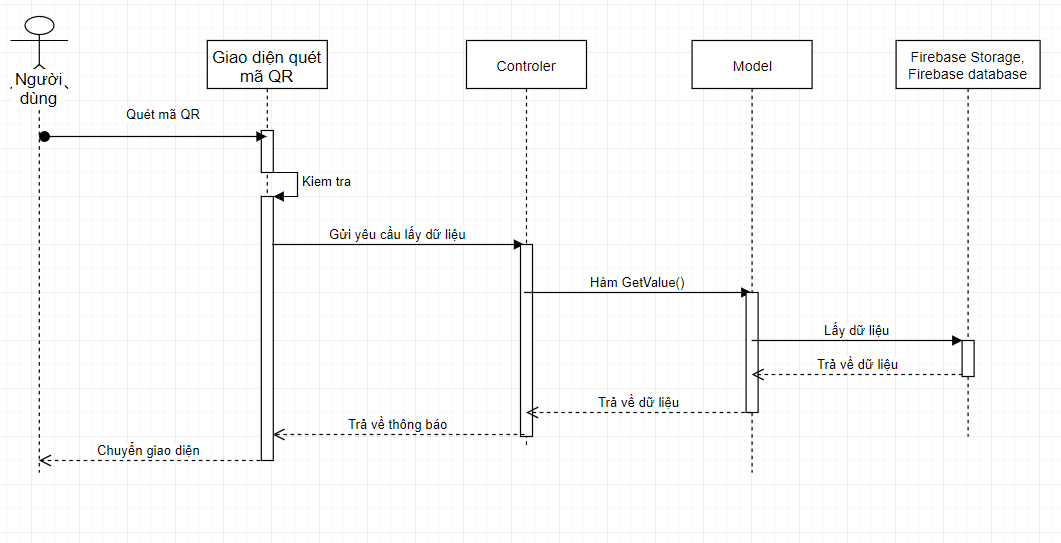 Người
dùng
Giao diện quét
mã QR
Controler
Model
Firebase Storage,
Firebase database
Quét mã QR
Kiem tra
Gửi yêu cầu lấy dữ liệu
Hàm GetValue()
Lấy dữ liệu
Trả về dữ liệu
Trả về dữ liệu
Trả về thông báo
Chuyển giao diện